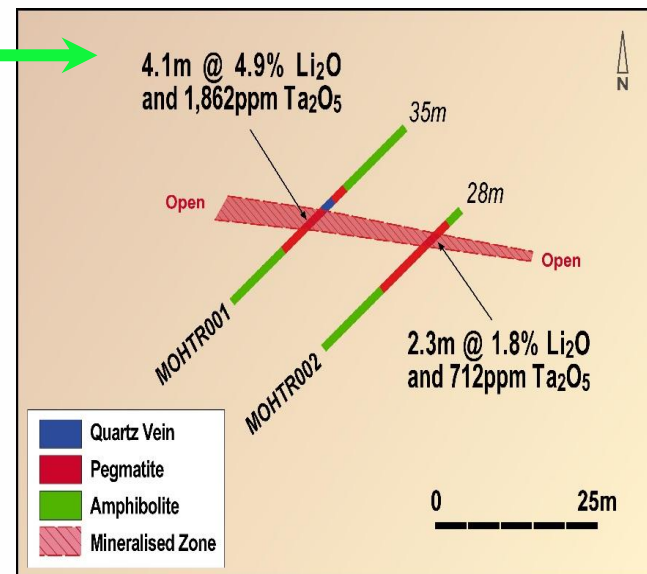 4.1m @ 4.9% Li₂O
and 1,862ppm Ta₂O₅
N
35m
28m
Open
Open
MOHTR001
MOHTR002
2.3m @ 1.8% Li₂O
and 712ppm Ta₂O₅
Quartz Vein
Pegmatite
Amphibolite
Mineralised Zone
0 25m